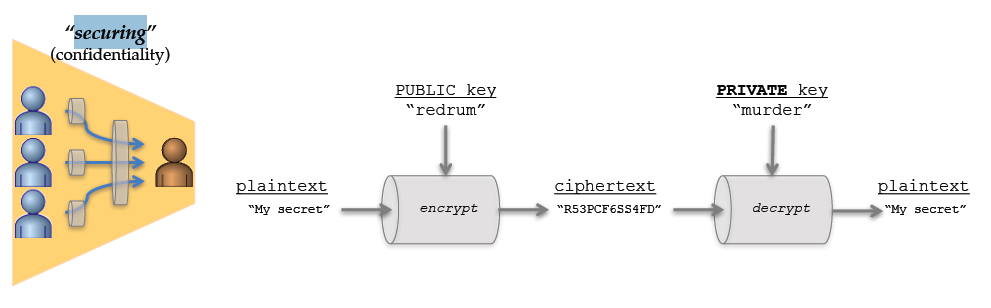 “securing”
(confidentiality)
PUBLIC key
“redrum”
PRIVATE key
“murder”
plaintext
“My secret”
encrypt
ciphertext
“R53PCF6SS4FD”
decrypt
plaintext
“My secret”